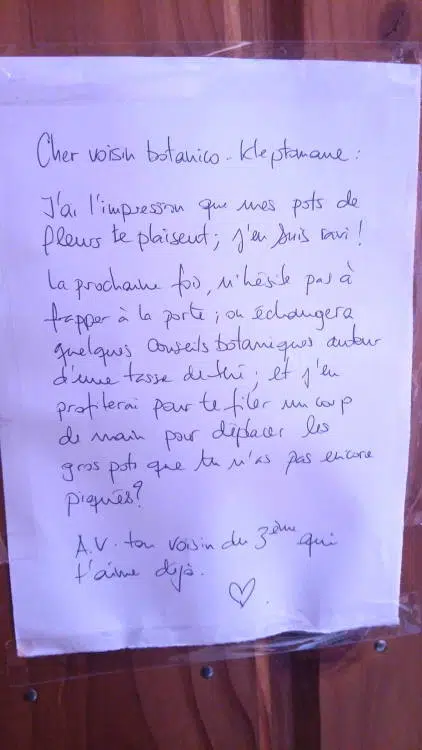 Cher voisin botanico-kleptomane :
J'ai l'impression que mes pots de
fleurs te plaisent; j'en suis ravi !
La prochaine fois, n'hésite pas à
frapper à la porte ; on échangera
quelques conseils botaniques autour
d'une tasse de thé ; et j'en
profiterai pour te filer un coup
de main pour déplacer les
gros pots que tu n'as pas encore
piqués?
A.V. ton voisin du 3ème qui
t'aime déjà.